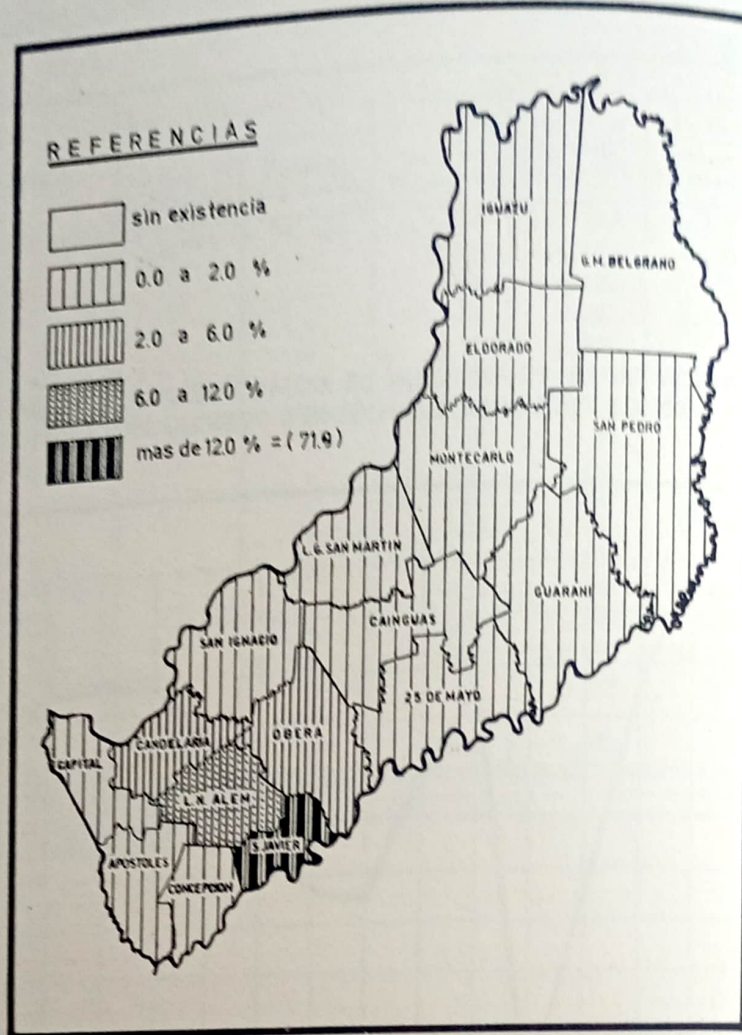 REFERENCIAS
sin existencia
0.0 a 2.0 %
2.0 a 6.0 %
6.0 a 12.0 %
mas de 12.0 % = (71.9)
IGUAZU
G.M. BELGRANO
ELDORADO
SAN PEDRO
MONTECARLO
L.G. SAN MARTIN
GUARANI
CAINGUAS
SAN IGNACIO
25 DE MAYO
OBERA
CANDELARIA
CAPITAL
L.N. ALEM
S. JAVIER
APOSTOLES
CONCEPCION